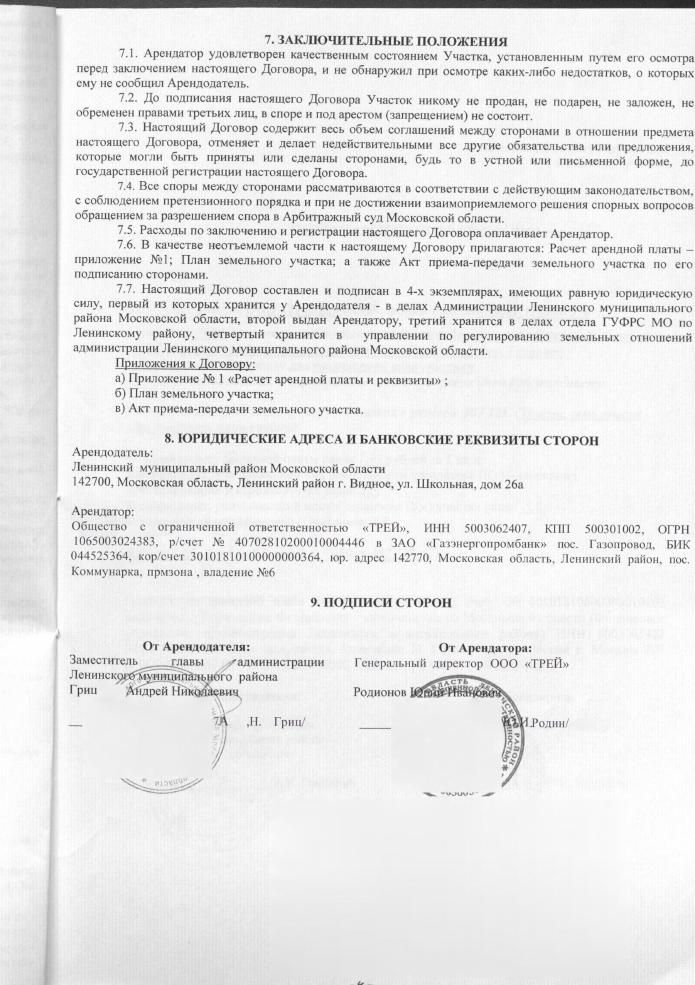 7. ЗАКЛЮЧИТЕЛЬНЫЕ ПОЛОЖЕНИЯ
7.1. Арендатор удовлетворен качественным состоянием Участка, установленным путем его осмотра
перед заключением настоящего Договора, и не обнаружил при осмотре каких-либо недостатков, о которых
ему не сообщил Арендодатель.
7.2. До подписания настоящего Договора Участок никому не продан, не подарен, не заложен, не
обременен правами третьих лиц, в споре и под арестом (запрещением) не состоит.
7.3. Настоящий Договор содержит весь объем соглашений между сторонами в отношении предмета
настоящего Договора, отменяет и делает недействительными все другие обязательства или предложения,
которые могли быть приняты или сделаны сторонами, будь то в устной или письменной форме, до
государственной регистрации настоящего Договора.
7.4. Все споры между сторонами рассматриваются в соответствии с действующим законодательством,
с соблюдением претензионного порядка и при не достижении взаимоприемлемого решения спорных вопросов
обращением за разрешением спора в Арбитражный суд Московской области.
7.5. Расходы по заключению и регистрации настоящего Договора оплачивает Арендатор.
7.6. В качестве неотъемлемой части к настоящему Договору прилагаются: Расчет арендной платы –
приложение №1; План земельного участка; а также Акт приема-передачи земельного участка по его
подписанию сторонами.
7.7. Настоящий Договор составлен и подписан в 4-х экземплярах, имеющих равную юридическую
силу, первый из которых хранится у Арендодателя - в делах Администрации Ленинского муниципального
района Московской области, второй выдан Арендатору, третий хранится в делах отдела ГУФРС МО по
Ленинскому району, четвертый хранится в управлении по регулированию земельных отношений
администрации Ленинского муниципального района Московской области.
Приложения к Договору:
а) Приложение № 1 «Расчет арендной платы и реквизиты» ;
б) План земельного участка;
в) Акт приема-передачи земельного участка.
8. ЮРИДИЧЕСКИЕ АДРЕСА И БАНКОВСКИЕ РЕКВИЗИТЫ СТОРОН
Арендодатель:
Ленинский муниципальный район Московской области
142700, Московская область, Ленинский район г. Видное, ул. Школьная, дом 26а
Арендатор:
Общество с ограниченной ответственностью «ТРЕЙ», ИНН 5003062407, КПП 500301002, ОГРН
1065003024383, р/счет № 40702810200010004446 в ЗАО «Газэнергопромбанк» пос. Газопровод, БИК
044525364, кор/счет 30101810100000000364, юр. адрес 142770, Московская область, Ленинский район, пос.
Коммунарка, прмзона , владение №6
9. ПОДПИСИ СТОРОН
От Арендодателя:
Заместитель главы администрации
Ленинского муниципального района
Гриц Андрей Николаевич
/А .Н. Гриц/
От Арендатора:
Генеральный директор ООО «ТРЕЙ»
Родионов Юрий Иванович
Ю.И.Родин/